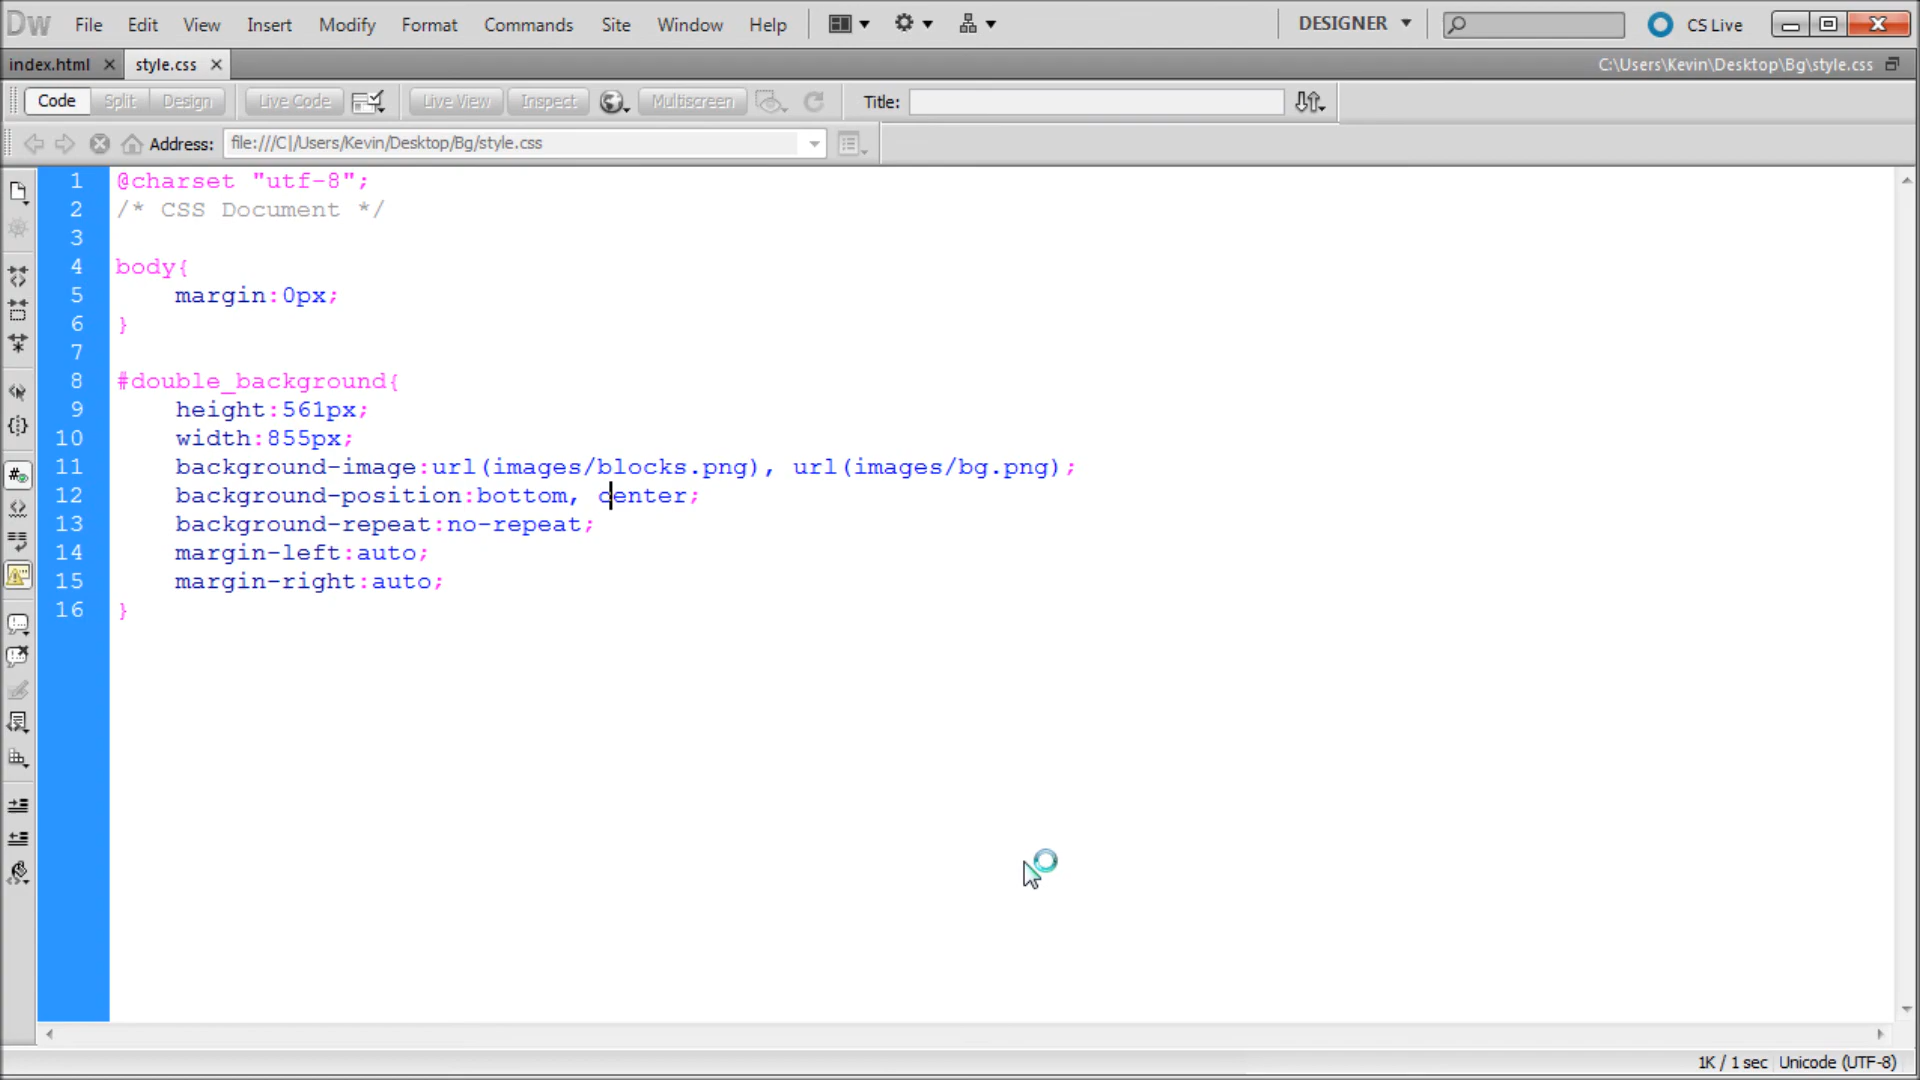 Dw File Edit View Insert Modify Format Commands Site Window Help DESIGNER CS Live
index.html style.css C:\Users\Kevin\Desktop\Bg\style.css
Code Split Design Live Code Live View Inspect Multiscreen Title:
Address: file:///C|/Users/Kevin/Desktop/Bg/style.css
1 @charset "utf-8";
2 /* CSS Document */
3
4 body{
5 margin:0px;
6 }
7
8 #double_background{
9 height:561px;
10 width:855px;
11 background-image:url(images/blocks.png), url(images/bg.png);
12 background-position:bottom, center;
13 background-repeat:no-repeat;
14 margin-left:auto;
15 margin-right:auto;
16 }
1K / 1 sec Unicode (UTF-8)